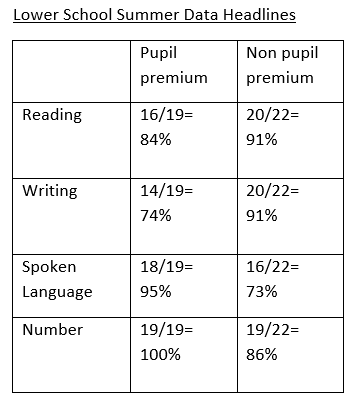 Lower School Summer Data Headlines
Pupil premium
Non pupil premium
Reading
16/19= 84%
20/22= 91%
Writing
14/19= 74%
20/22= 91%
Spoken Language
18/19= 95%
16/22= 73%
Number
19/19= 100%
19/22= 86%